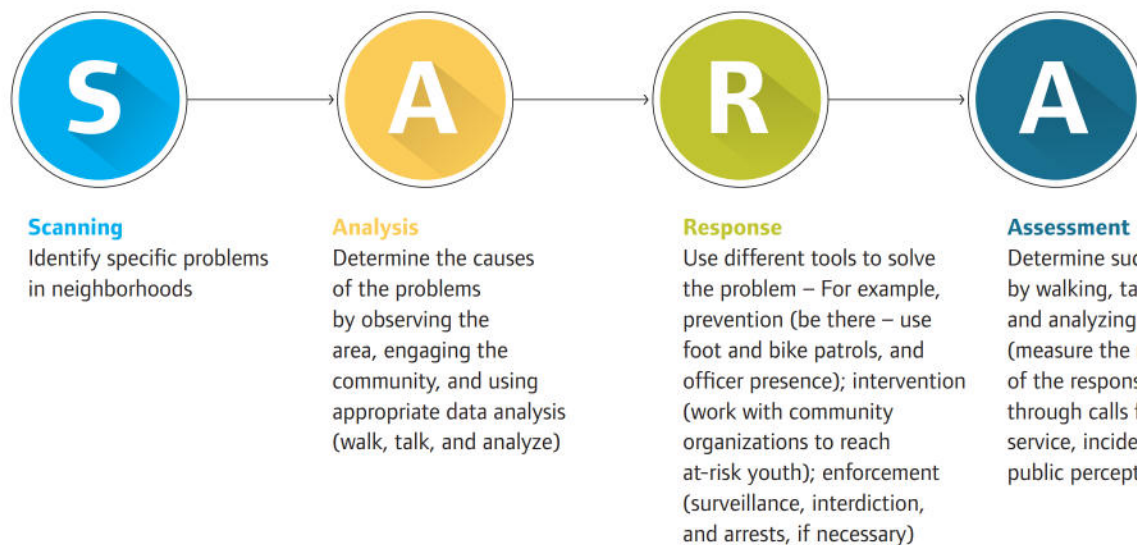 S
A
R
A
Scanning
Identify specific problems
in neighborhoods
Analysis
Determine the causes
of the problems
by observing the
area, engaging the
community, and using
appropriate data analysis
(walk, talk, and analyze)
Response
Use different tools to solve
the problem – For example,
prevention (be there – use
foot and bike patrols, and
officer presence); intervention
(work with community
organizations to reach
at-risk youth); enforcement
(surveillance, interdiction,
and arrests, if necessary)
Assessment
Determine
by walking,
and analyzing
(measure the
of the
through calls
service,
public